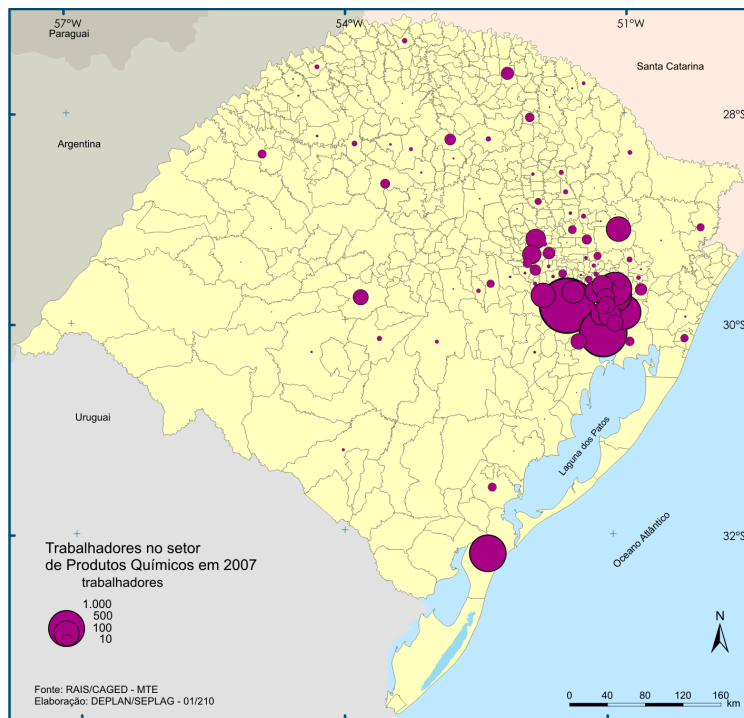 57°W
54°W
51°W
Paraguai
Santa Catarina
28°S
Argentina
30°S
Uruguai
Laguna dos Patos
Oceano Atlântico
32°S
Trabalhadores no setor
de Produtos Químicos em 2007
trabalhadores
1.000
500
100
10
N
Fonte: RAIS/CAGED - MTE
Elaboração: DEPLAN/SEPLAG - 01/210
0 40 80 120 160
km